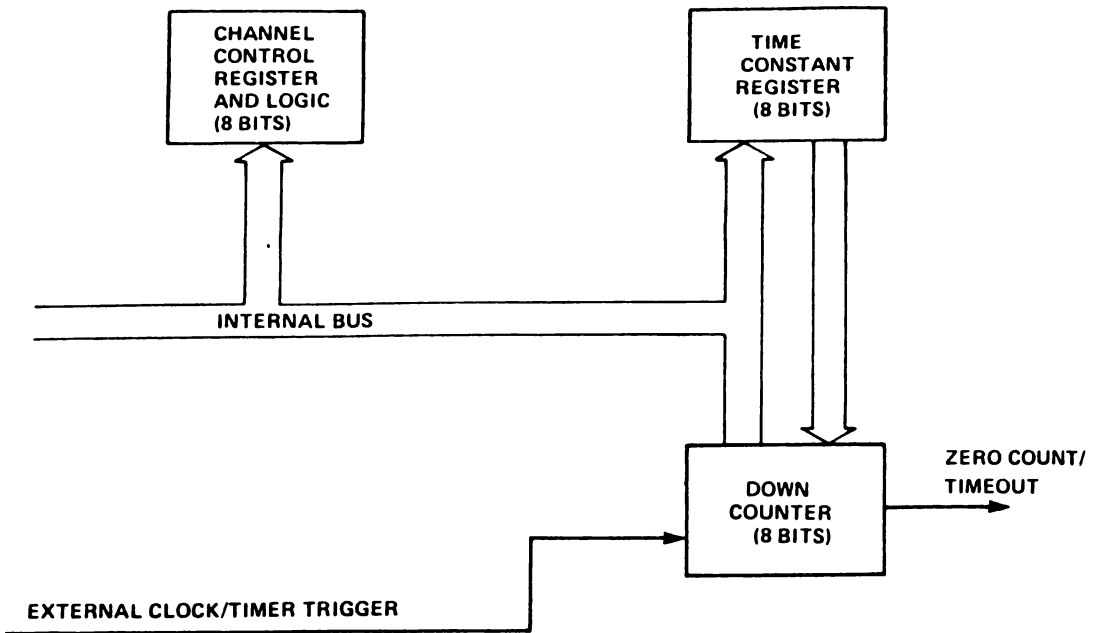 CHANNEL
CONTROL
REGISTER
AND LOGIC
(8 BITS)
TIME
CONSTANT
REGISTER
(8 BITS)
INTERNAL BUS
DOWN
COUNTER
(8 BITS)
ZERO COUNT/
TIMEOUT
EXTERNAL CLOCK/TIMER TRIGGER